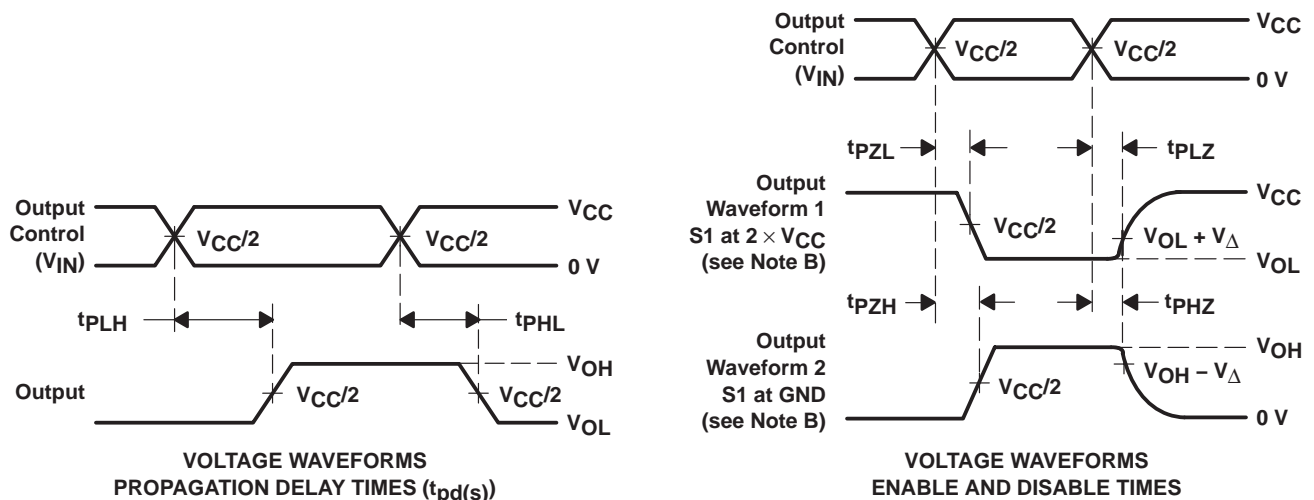 Output
Control
(VIN)
VCC/2
VCC/2
VCC
0 V
tPLH
tPHL
Output
VCC/2
VCC/2
VOH
VOL
VOLTAGE WAVEFORMS
PROPAGATION DELAY TIMES (tpd(s))
Output
Control
(VIN)
VCC/2
VCC/2
VCC
0 V
tPZL
tPLZ
Output
Waveform 1
S1 at 2 × VCC
(see Note B)
VCC/2
VCC
VOL + VΔ
VOL
tPZH
tPHZ
Output
Waveform 2
S1 at GND
(see Note B)
VCC/2
VOH
VOH − VΔ
0 V
VOLTAGE WAVEFORMS
ENABLE AND DISABLE TIMES